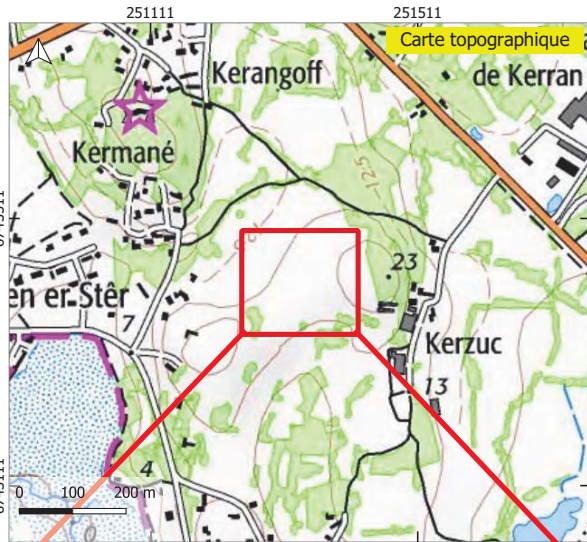 251111
251511
Carte topographique
Kerangoff
de Kerran
Kermané
12.5
23
en er-Stêr
7
Kerzuc
13
4
0 100 200 m
0